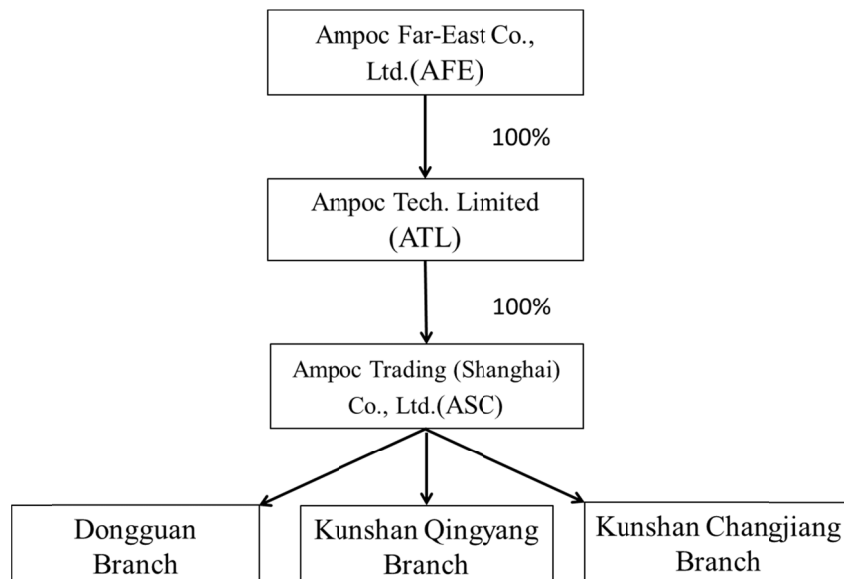 Ampoc Far-East Co.,
Ltd.(AFE)
100%
Ampoc Tech. Limited
(ATL)
100%
Ampoc Trading (Shanghai)
Co., Ltd.(ASC)
Dongguan
Branch
Kunshan Qingyang
Branch
Kunshan Changjiang
Branch